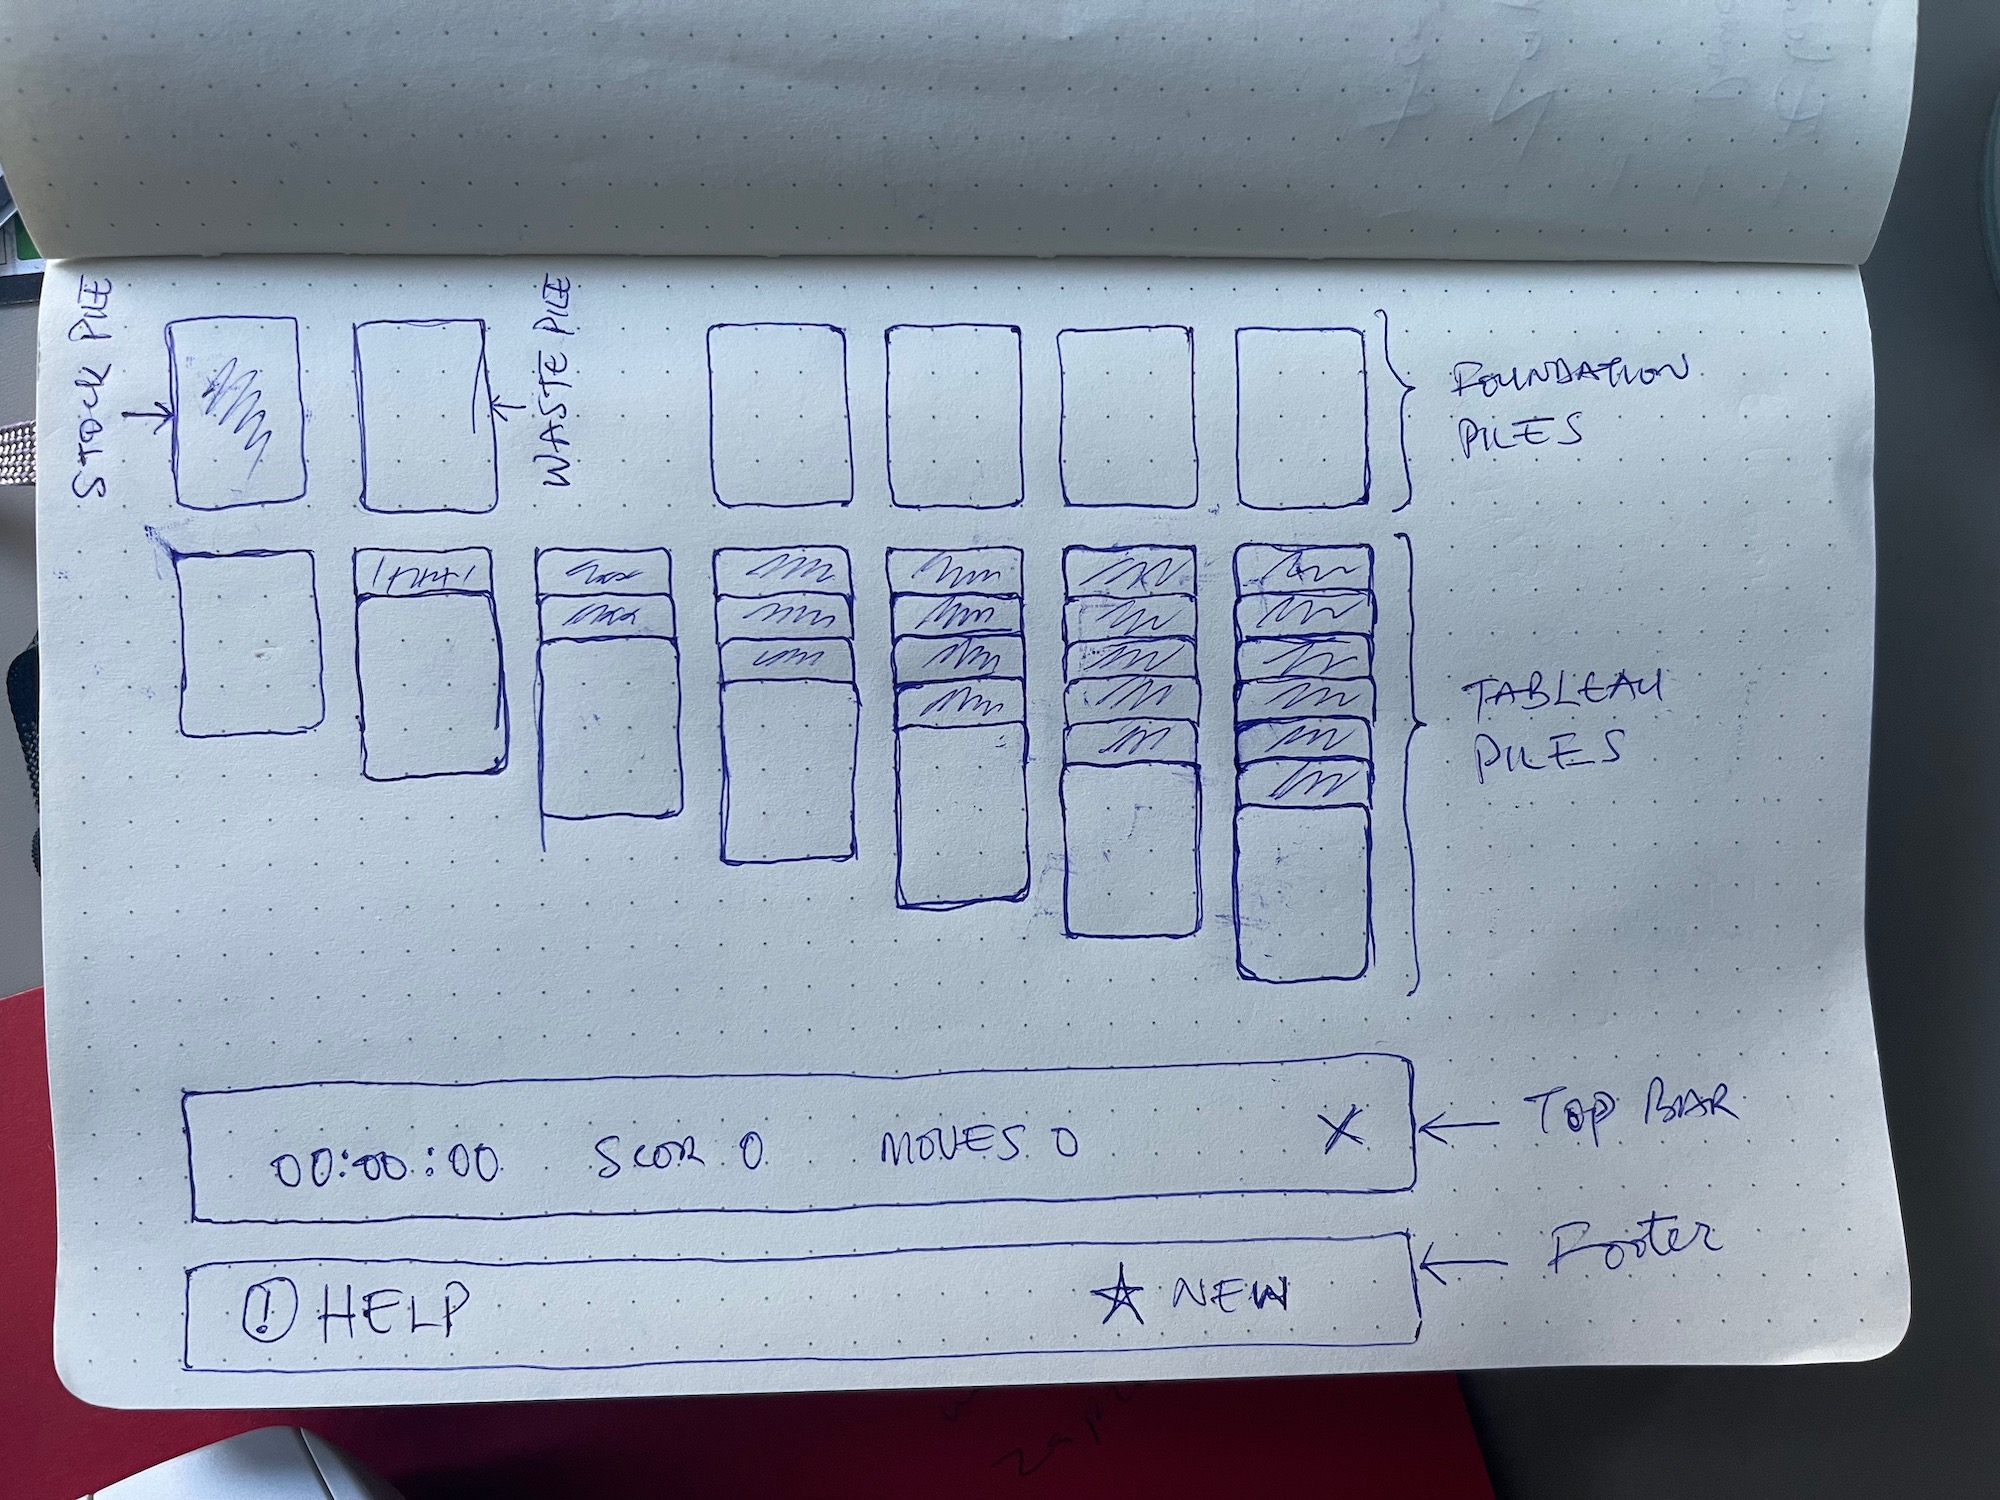 STOCK PILE
WASTE PILE
FOUNDATION
PILES
TABLEAU
PILES
00:00:00 SCOR 0 MOVES 0 X
TOP BAR
! HELP ☆ NEW
Footer